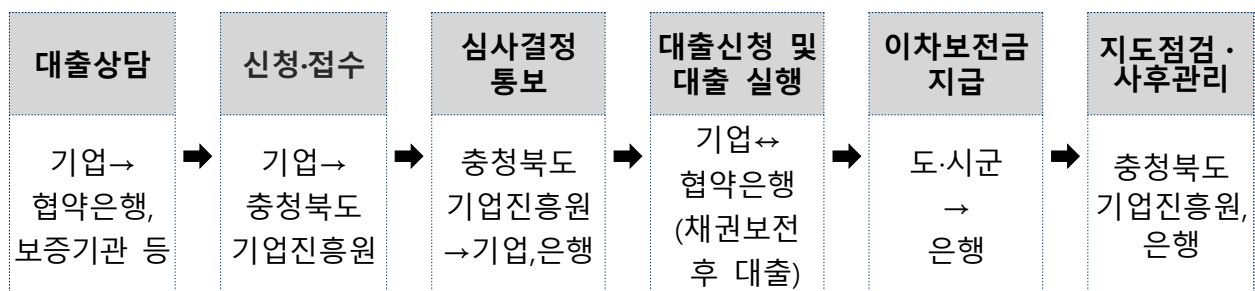 대출상담
기업→
협약은행,
보증기관 등
➡
신청·접수
기업→
충청북도
기업진흥원
➡
심사결정
통보
충청북도
기업진흥원
→기업,은행
➡
대출신청 및
대출 실행
기업↔
협약은행
(채권보전
후 대출)
➡
이차보전금
지급
도·시군
→
은행
➡
지도점검·
사후관리
충청북도
기업진흥원,
은행